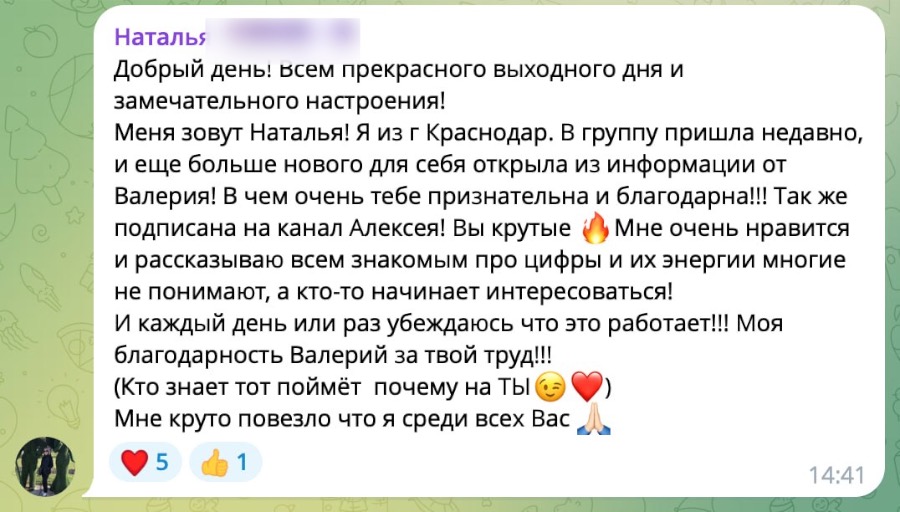 Наталья
Добрый день! Всем прекрасного выходного дня и
замечательного настроения!
Меня зовут Наталья! Я из г Краснодар. В группу пришла недавно,
и еще больше нового для себя открыла из информации от
Валерия! В чем очень тебе признательна и благодарна!!! Так же
подписана на канал Алексея! Вы крутые 🔥 Мне очень нравится
и рассказываю всем знакомым про цифры и их энергии многие
не понимают, а кто-то начинает интересоваться!
И каждый день или раз убеждаюсь что это работает!!! Моя
благодарность Валерий за твой труд!!!
(Кто знает тот поймёт почему на ТЫ😉❤️)
Мне круто повезло что я среди всех Вас 🙏🏻
❤️ 5 👍 1
14:41